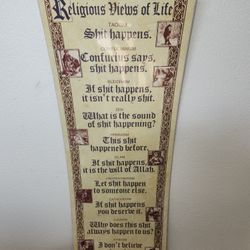 Religious Views of Life
TAOISM
Shit happens.
CONFUCIANISM
Confucius says,
shit happens.
BUDDHISM
If shit happens,
it isn't really shit.
ZEN
What is the sound
of shit happening?
HINDUISM
This shit
happened before.
ISLAM
If shit happens,
it is the will of Allah.
Let shit happen
to someone else.
CATHOLICISM
If shit happens
you deserve it.
JUDAISM
Why does this shit
always happen to us?
ATHEISM
I don't believe